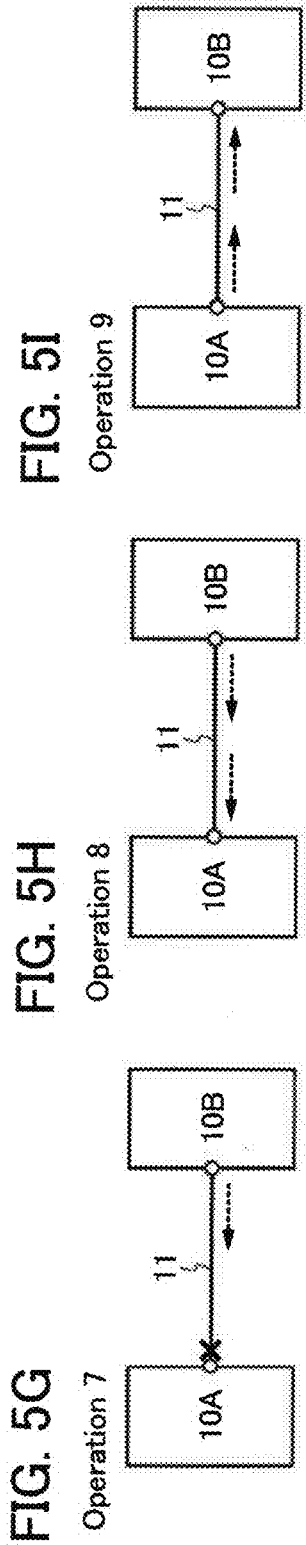 FIG. 5G
Operation 7
10A
11
10B
FIG. 5H
Operation 8
10A
11
10B
FIG. 5I
Operation 9
10A
11
10B